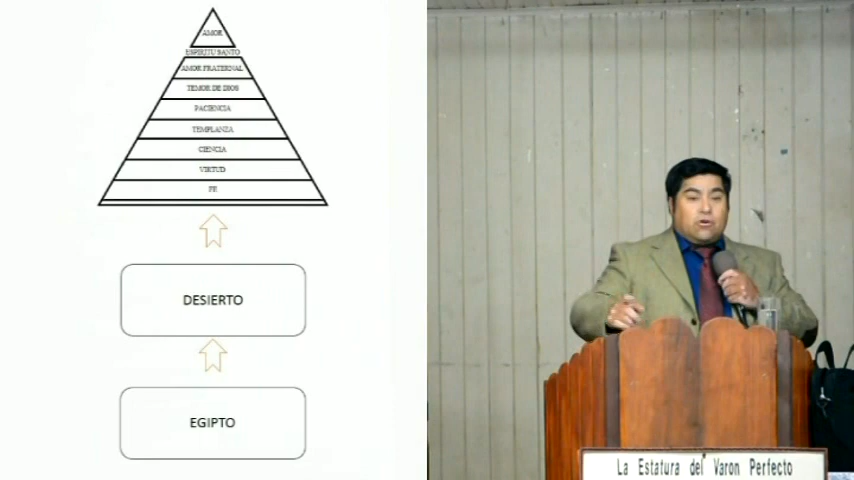 AMOR
ESPIRITU SANTO
AMOR FRATERNAL
TEMOR DE DIOS
PACIENCIA
TEMPLANZA
CIENCIA
VIRTUD
FE
DESIERTO
EGIPTO
La Estatura del Varon Perfecto